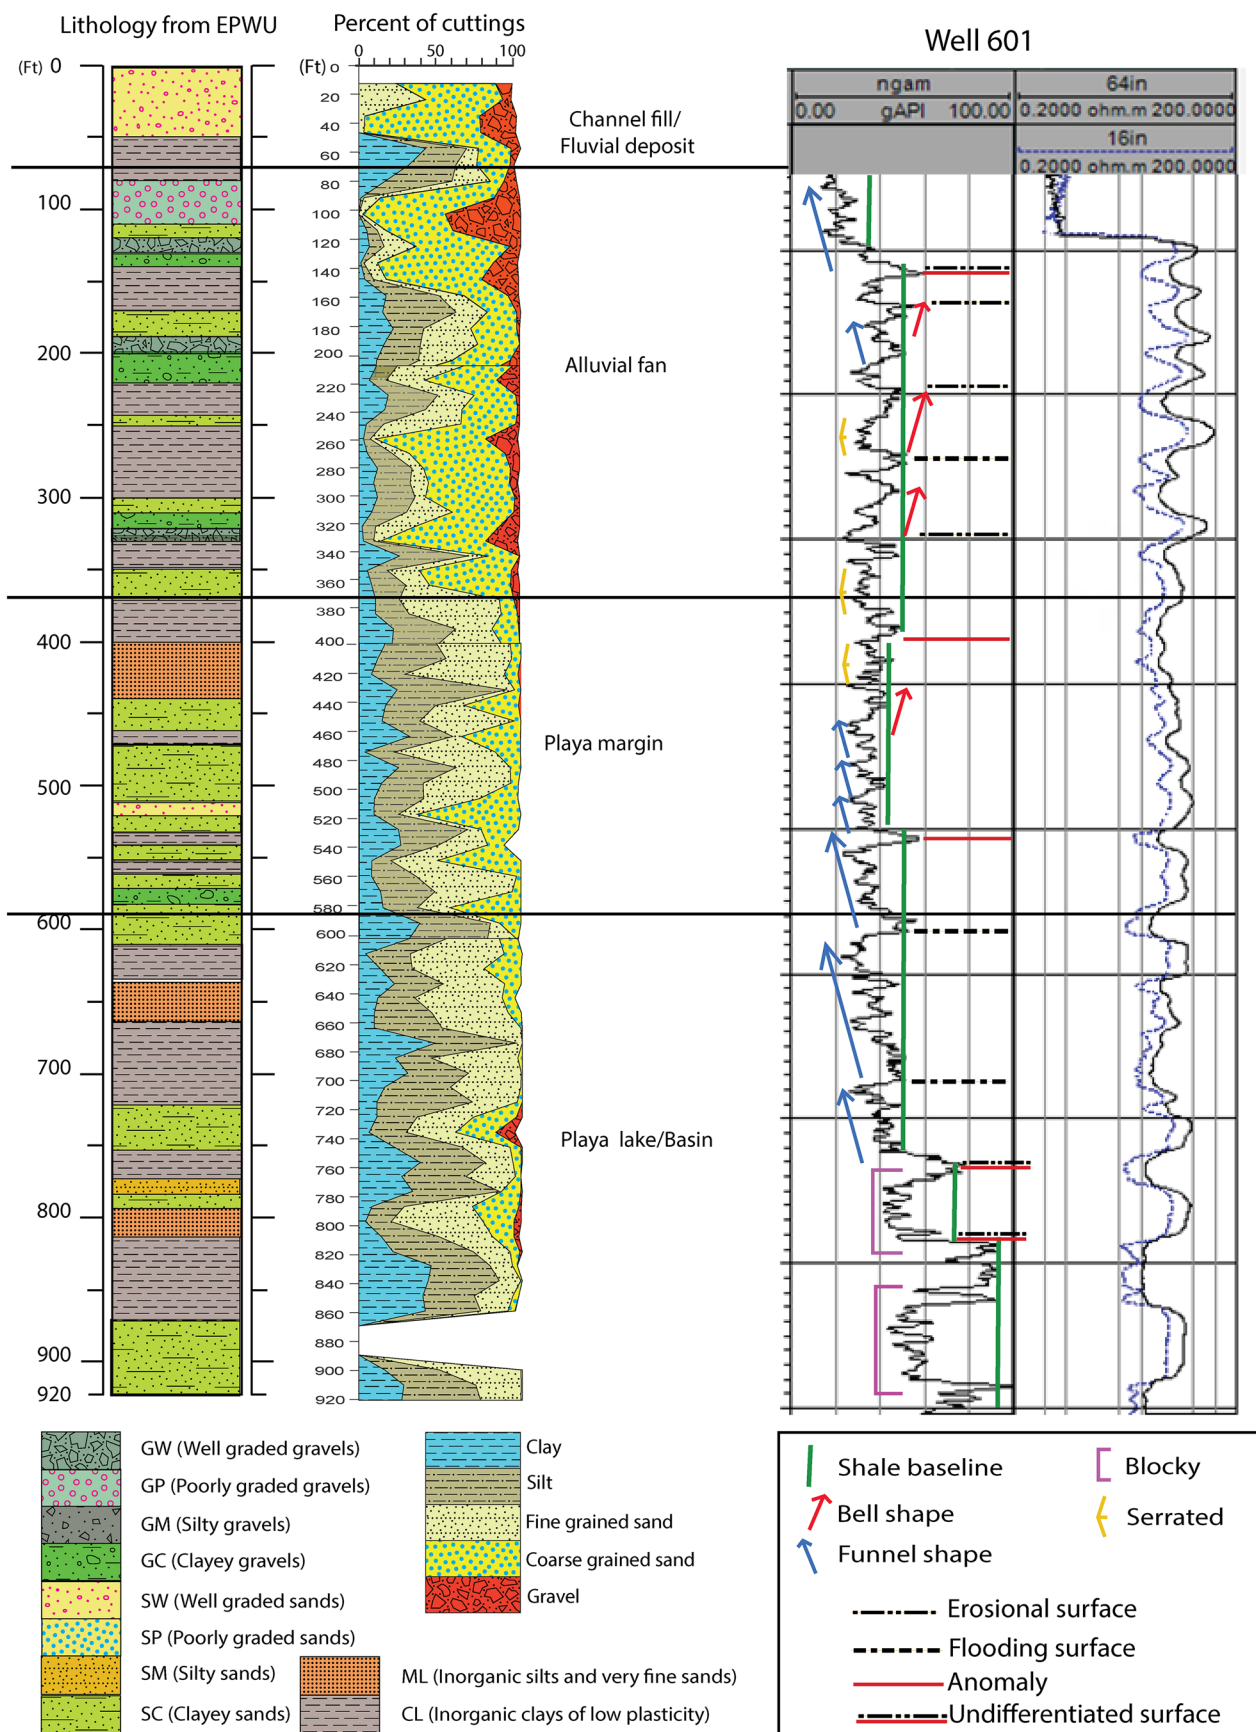 Lithology from EPWU
Percent of cuttings
Well 601
0 50 100
(Ft) 0
(Ft) 0
20
40
60
80
100
120
140
160
180
200
220
240
260
280
300
320
340
360
380
400
420
440
460
480
500
520
540
560
580
600
620
640
660
680
700
720
740
760
780
800
820
840
860
880
900
920
100
200
300
400
500
600
700
800
900
920
Channel fill/
Fluvial deposit
Alluvial fan
Playa margin
Playa lake/Basin
ngam
0.00 gAPI 100.00
64in
0.2000 ohm.m 200.0000
16in
0.2000 ohm.m 200.0000
GW (Well graded gravels)
GP (Poorly graded gravels)
GM (Silty gravels)
GC (Clayey gravels)
SW (Well graded sands)
SP (Poorly graded sands)
SM (Silty sands)
SC (Clayey sands)
ML (Inorganic silts and very fine sands)
CL (Inorganic clays of low plasticity)
Clay
Silt
Fine grained sand
Coarse grained sand
Gravel
Shale baseline
Bell shape
Funnel shape
Blocky
Serrated
Erosional surface
Flooding surface
Anomaly
Undifferentiated surface